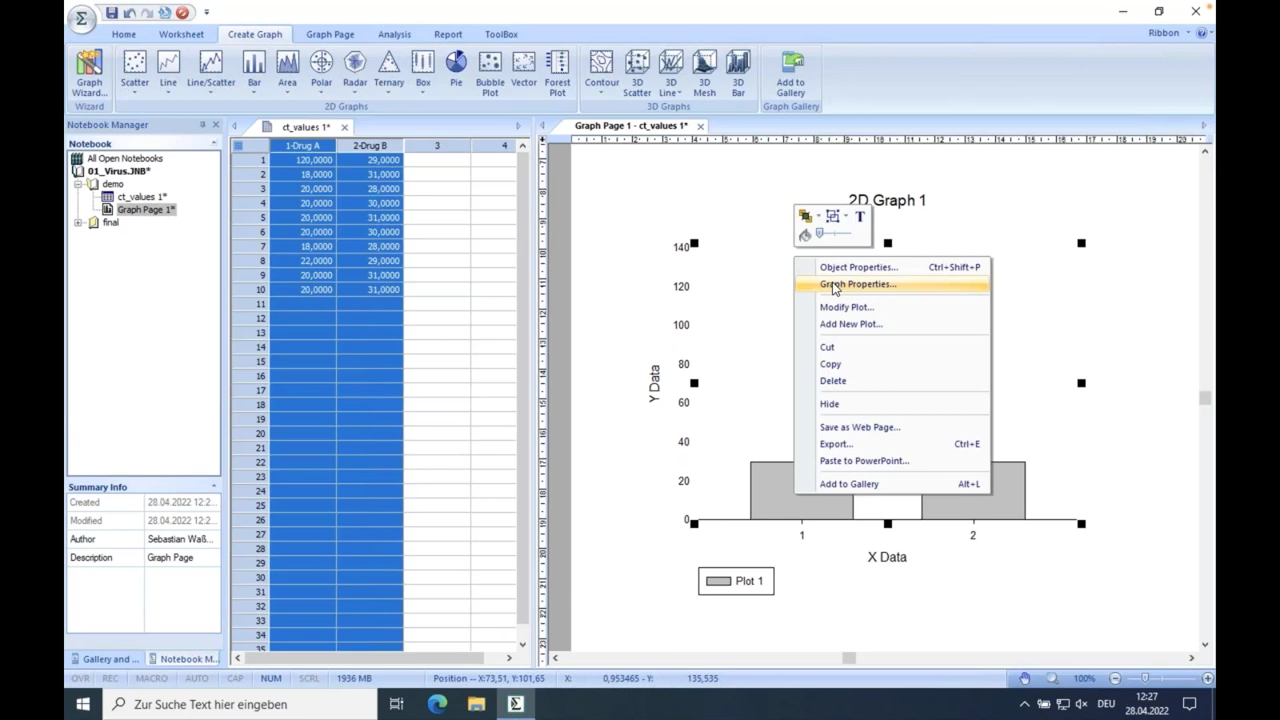 Home Worksheet Create Graph Graph Page Analysis Report ToolBox Ribbon
Graph Wizard... Scatter Line Line/Scatter Bar Area Polar Radar Ternary Box Pie Bubble Plot Vector Forest Plot Contour 3D Scatter 3D Line 3D Mesh 3D Bar Add to Gallery
Wizard 2D Graphs 3D Graphs Graph Gallery
Notebook Manager
Notebook
All Open Notebooks
01_Virus.JNB*
demo
ct_values 1*
Graph Page 1*
final
Summary Info
Created 28.04.2022 12:2...
Modified 28.04.2022 12:2...
Author Sebastian Waß...
Description Graph Page
Gallery and ... Notebook M...
ct_values 1*
1-Drug A 2-Drug B 3 4
1 120,0000 29,0000
2 18,0000 31,0000
3 20,0000 28,0000
4 20,0000 30,0000
5 20,0000 31,0000
6 20,0000 30,0000
7 18,0000 28,0000
8 22,0000 29,0000
9 20,0000 31,0000
10 20,0000 31,0000
11
12
13
14
15
16
17
18
19
20
21
22
23
24
25
26
27
28
29
30
31
32
33
34
35
Graph Page 1 - ct_values 1*
2D Graph 1
T
140
120
100
80
60
40
20
0
Y Data
1 2
X Data
Plot 1
Object Properties... Ctrl+Shift+P
Graph Properties...
Modify Plot...
Add New Plot...
Cut
Copy
Delete
Hide
Save as Web Page...
Export... Ctrl+E
Paste to PowerPoint...
Add to Gallery Alt+L
OVR REC MACRO AUTO CAP NUM SCRL 1936 MB Position -- X:73,51, Y:101,65 X: 0,953465 - Y: 135,535 100%
Zur Suche Text hier eingeben
DEU
12:27
28.04.2022